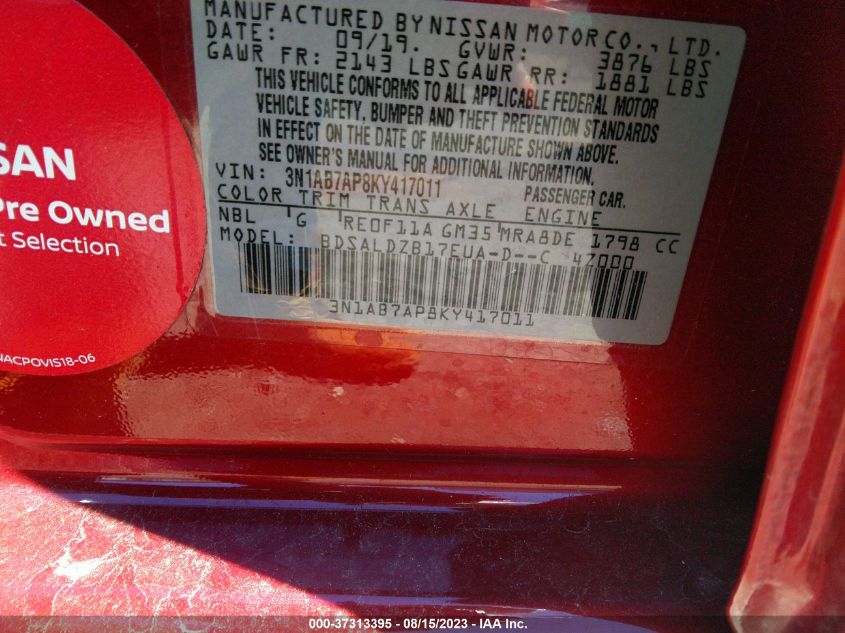 MANUFACTURED BY NISSAN MOTOR CO., LTD.
DATE: 09/19. GVWR: 3876 LBS
GAWR FR: 2143 LBS GAWR RR: 1881 LBS
THIS VEHICLE CONFORMS TO ALL APPLICABLE FEDERAL MOTOR
VEHICLE SAFETY, BUMPER AND THEFT PREVENTION STANDARDS
IN EFFECT ON THE DATE OF MANUFACTURE SHOWN ABOVE.
SEE OWNER'S MANUAL FOR ADDITIONAL INFORMATION.
VIN: 3N1AB7AP8KY417011 PASSENGER CAR.
COLOR TRIM TRANS AXLE ENGINE
NBL G RE0F11A GM35 MRA8DE 1798 CC
MODEL: BDSALDZB17EUA-D--C 47000
3N1AB7AP8KY417011
SSAN
Pre Owned
t Selection
NACPOVIS18-06
000-37313395 - 08/15/2023 - IAA Inc.